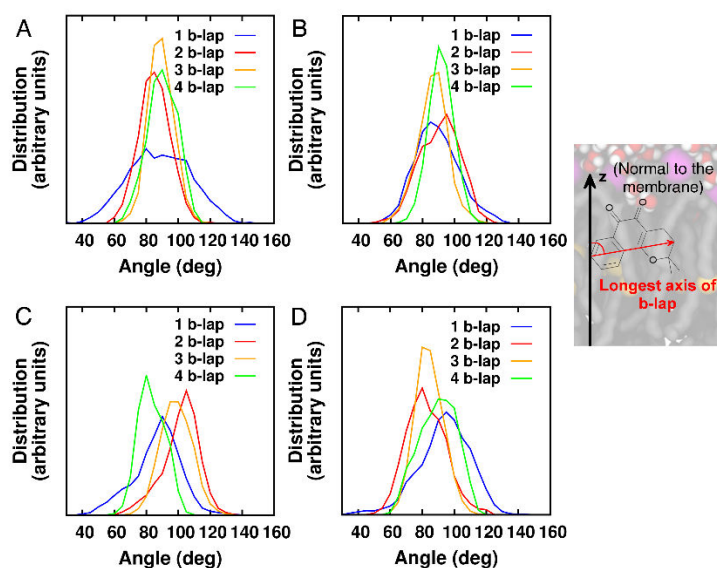 A
1 b-lap
2 b-lap
3 b-lap
4 b-lap
Distribution
(arbitrary units)
40 60 80 100 120 140 160
Angle (deg)
B
1 b-lap
2 b-lap
3 b-lap
4 b-lap
Distribution
(arbitrary units)
40 60 80 100 120 140 160
Angle (deg)
z
(Normal to the
membrane)
O
O
O
Longest axis of
b-lap
C
1 b-lap
2 b-lap
3 b-lap
4 b-lap
Distribution
(arbitrary units)
40 60 80 100 120 140 160
Angle (deg)
D
1 b-lap
2 b-lap
3 b-lap
4 b-lap
Distribution
(arbitrary units)
40 60 80 100 120 140 160
Angle (deg)